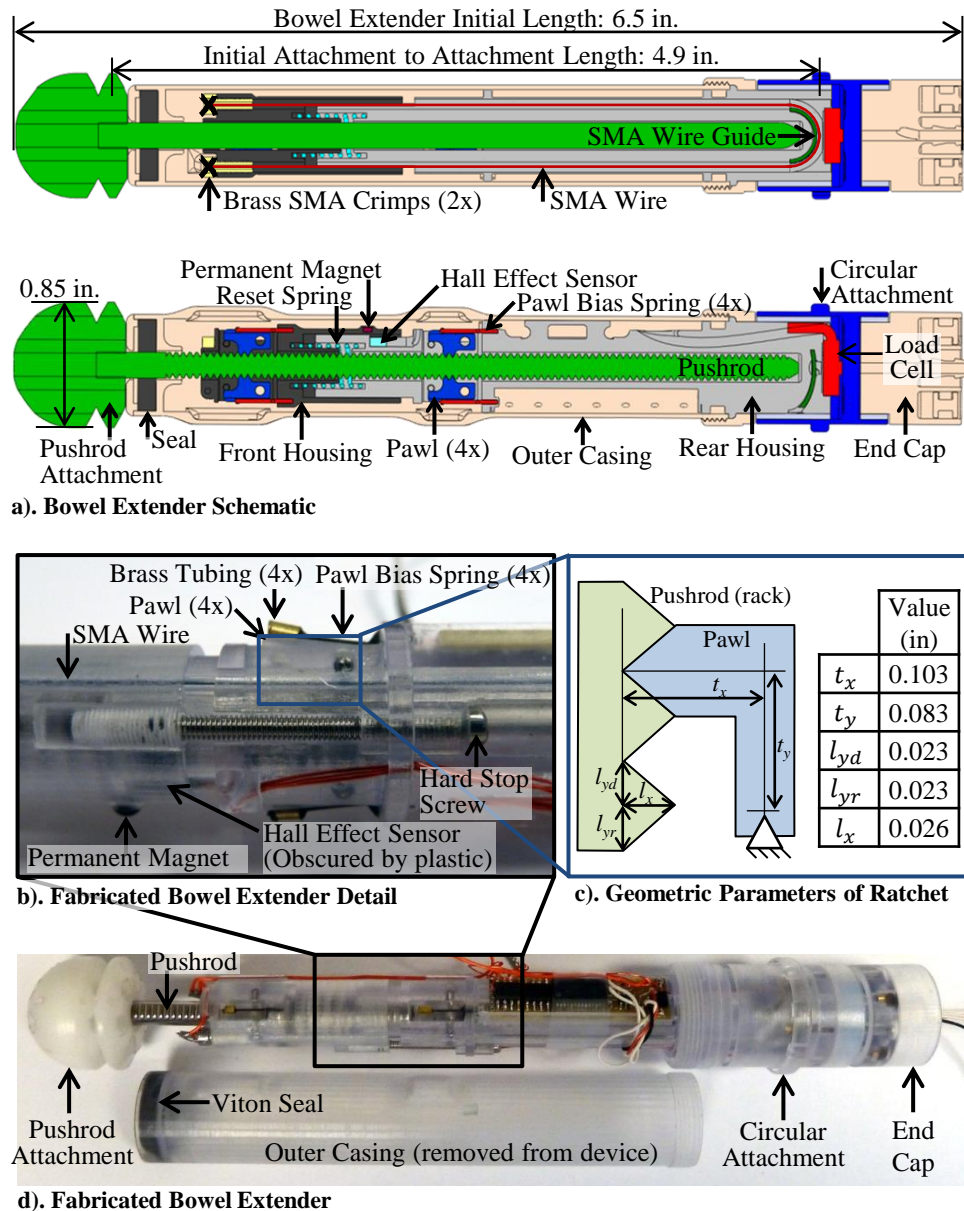 Bowel Extender Initial Length: 6.5 in.
Initial Attachment to Attachment Length: 4.9 in.
SMA Wire Guide
Brass SMA Crimps (2x)
SMA Wire
Permanent Magnet
Reset Spring
Hall Effect Sensor
Pawl Bias Spring (4x)
Circular
Attachment
0.85 in.
Pushrod
Load
Cell
Pushrod
Attachment
Seal
Front Housing
Pawl (4x)
Outer Casing
Rear Housing
End Cap
a). Bowel Extender Schematic
Brass Tubing (4x)
Pawl Bias Spring (4x)
Pawl (4x)
SMA Wire
Hard Stop
Screw
Hall Effect Sensor
(Obscured by plastic)
Permanent Magnet
b). Fabricated Bowel Extender Detail
Pushrod (rack)
Pawl
t_x
t_y
l_yd
l_x
l_yr
Value
(in)
t_x 0.103
t_y 0.083
l_yd 0.023
l_yr 0.023
l_x 0.026
c). Geometric Parameters of Ratchet
Pushrod
Viton Seal
Pushrod
Attachment
Outer Casing (removed from device)
Circular
Attachment
End
Cap
d). Fabricated Bowel Extender